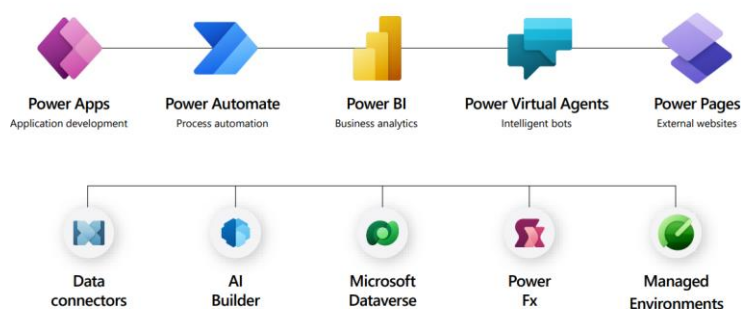 Power Apps
Application development
Power Automate
Process automation
Power BI
Business analytics
Power Virtual Agents
Intelligent bots
Power Pages
External websites
Data
connectors
AI
Builder
Microsoft
Dataverse
Power
Fx
Managed
Environments